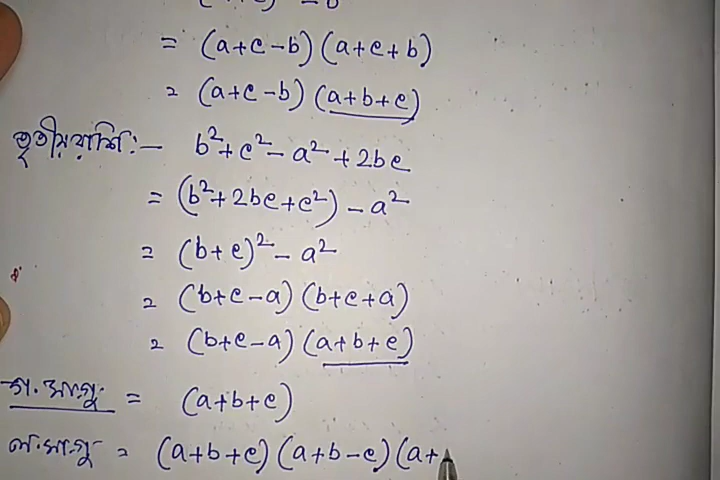 = (a+c-b) (a+c+b)
= (a+c-b) (a+b+c)
তৃতীয়রাশি:- b²+c²-a²+2bc
= (b²+2bc+c²)-a²
= (b+c)²-a²
= (b+c-a) (b+c+a)
= (b+c-a) (a+b+c)
গ.সা.গু. = (a+b+c)
ল.সা.গু. = (a+b+c) (a+b-c) (a+